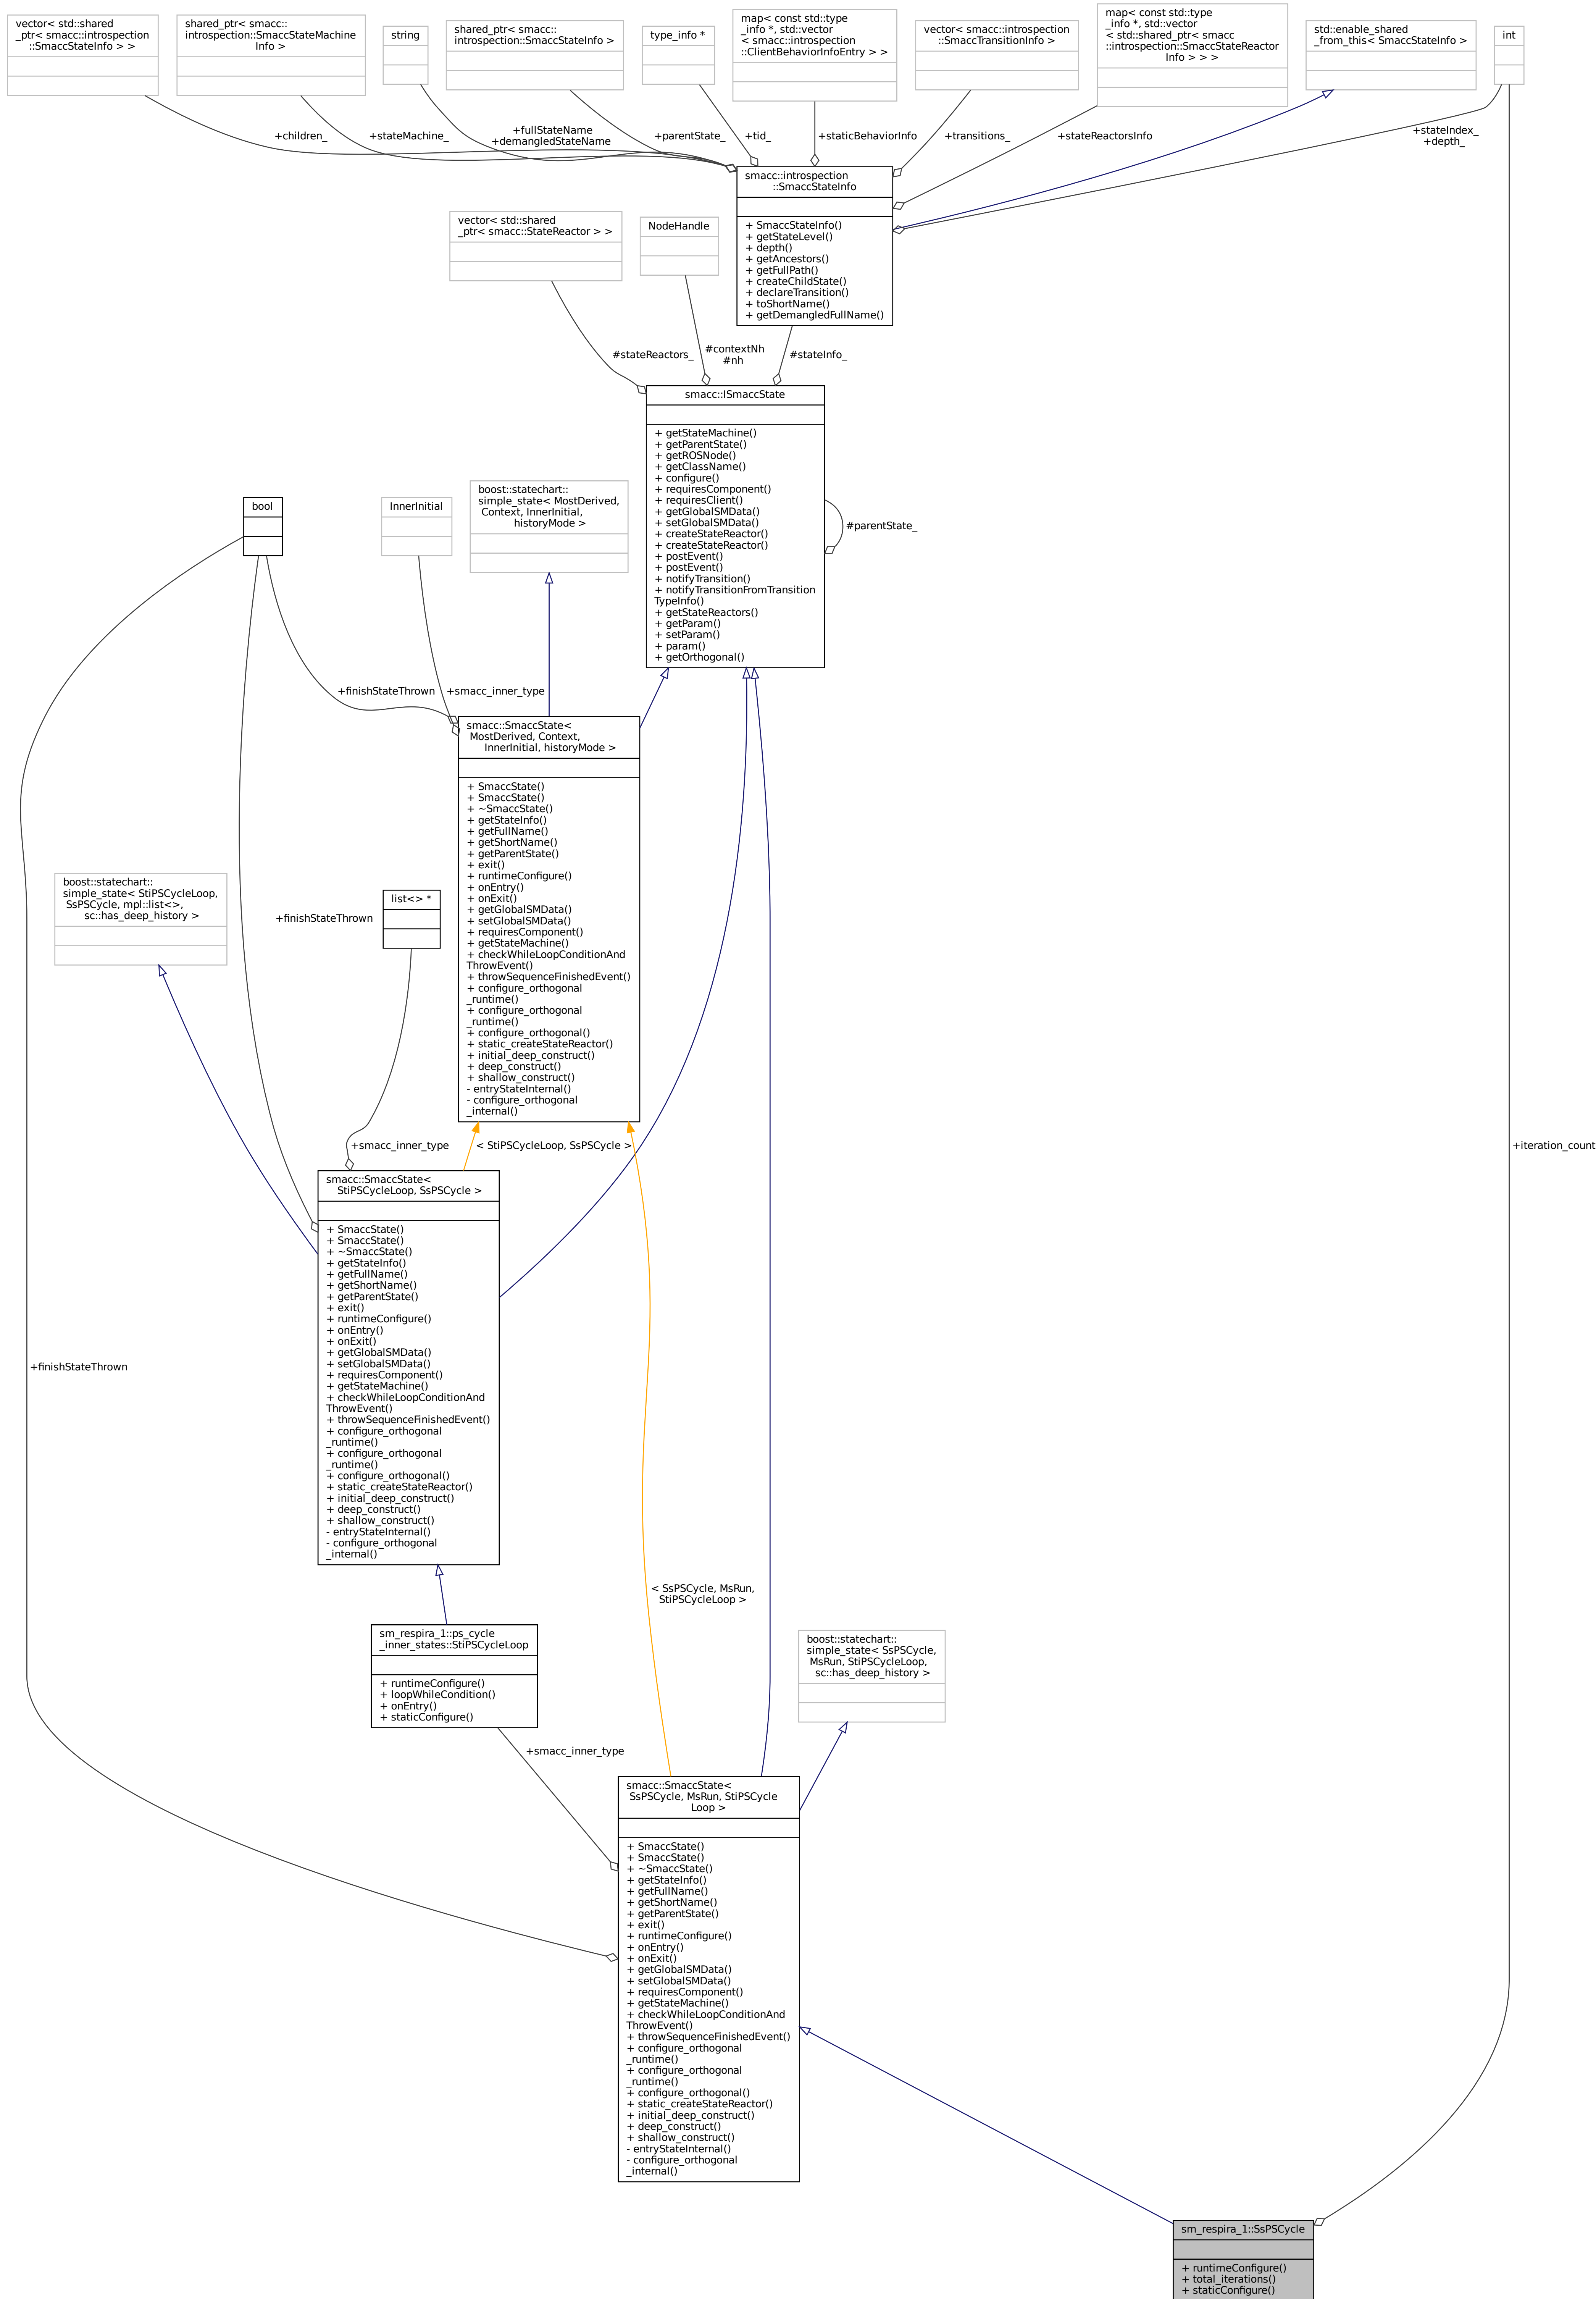 vector< std::shared
_ptr< smacc::introspection
::SmaccStateInfo > >
shared_ptr< smacc::
introspection::SmaccStateMachine
Info >
string
shared_ptr< smacc::
introspection::SmaccStateInfo >
type_info *
map< const std::type
_info *, std::vector
< smacc::introspection
::ClientBehaviorInfoEntry > >
vector< smacc::introspection
::SmaccTransitionInfo >
map< const std::type
_info *, std::vector
< std::shared_ptr< smacc
::introspection::SmaccStateReactor
Info > > >
std::enable_shared
_from_this< SmaccStateInfo >
int
+children_
+stateMachine_
+fullStateName
+demangledStateName
+parentState_
+tid_
+staticBehaviorInfo
+transitions_
+stateReactorsInfo
+stateIndex_
+depth_
smacc::introspection
::SmaccStateInfo
+ SmaccStateInfo()
+ getStateLevel()
+ depth()
+ getAncestors()
+ getFullPath()
+ createChildState()
+ declareTransition()
+ toShortName()
+ getDemangledFullName()
vector< std::shared
_ptr< smacc::StateReactor > >
NodeHandle
#stateReactors_
#contextNh
#nh
#stateInfo_
smacc::ISmaccState
+ getStateMachine()
+ getParentState()
+ getROSNode()
+ getClassName()
+ configure()
+ requiresComponent()
+ requiresClient()
+ getGlobalSMData()
+ setGlobalSMData()
+ createStateReactor()
+ createStateReactor()
+ postEvent()
+ postEvent()
+ notifyTransition()
+ notifyTransitionFromTransition
TypeInfo()
+ getStateReactors()
+ getParam()
+ setParam()
+ param()
+ getOrthogonal()
#parentState_
bool
InnerInitial
boost::statechart::
simple_state< MostDerived,
Context, InnerInitial,
historyMode >
+finishStateThrown
+smacc_inner_type
smacc::SmaccState<
MostDerived, Context,
InnerInitial, historyMode >
+ SmaccState()
+ SmaccState()
+ ~SmaccState()
+ getStateInfo()
+ getFullName()
+ getShortName()
+ getParentState()
+ exit()
+ runtimeConfigure()
+ onEntry()
+ onExit()
+ getGlobalSMData()
+ setGlobalSMData()
+ requiresComponent()
+ getStateMachine()
+ checkWhileLoopConditionAnd
ThrowEvent()
+ throwSequenceFinishedEvent()
+ configure_orthogonal
_runtime()
+ configure_orthogonal
_runtime()
+ configure_orthogonal()
+ static_createStateReactor()
+ initial_deep_construct()
+ deep_construct()
+ shallow_construct()
- entryStateInternal()
- configure_orthogonal
_internal()
boost::statechart::
simple_state< StiPSCycleLoop,
SsPSCycle, mpl::list<>,
sc::has_deep_history >
list<> *
+finishStateThrown
+smacc_inner_type
< StiPSCycleLoop, SsPSCycle >
+iteration_count
smacc::SmaccState<
StiPSCycleLoop, SsPSCycle >
+ SmaccState()
+ SmaccState()
+ ~SmaccState()
+ getStateInfo()
+ getFullName()
+ getShortName()
+ getParentState()
+ exit()
+ runtimeConfigure()
+ onEntry()
+ onExit()
+ getGlobalSMData()
+ setGlobalSMData()
+ requiresComponent()
+ getStateMachine()
+ checkWhileLoopConditionAnd
ThrowEvent()
+ throwSequenceFinishedEvent()
+ configure_orthogonal
_runtime()
+ configure_orthogonal
_runtime()
+ configure_orthogonal()
+ static_createStateReactor()
+ initial_deep_construct()
+ deep_construct()
+ shallow_construct()
- entryStateInternal()
- configure_orthogonal
_internal()
+finishStateThrown
< SsPSCycle, MsRun,
StiPSCycleLoop >
sm_respira_1::ps_cycle
_inner_states::StiPSCycleLoop
+ runtimeConfigure()
+ loopWhileCondition()
+ onEntry()
+ staticConfigure()
boost::statechart::
simple_state< SsPSCycle,
MsRun, StiPSCycleLoop,
sc::has_deep_history >
+smacc_inner_type
smacc::SmaccState<
SsPSCycle, MsRun, StiPSCycle
Loop >
+ SmaccState()
+ SmaccState()
+ ~SmaccState()
+ getStateInfo()
+ getFullName()
+ getShortName()
+ getParentState()
+ exit()
+ runtimeConfigure()
+ onEntry()
+ onExit()
+ getGlobalSMData()
+ setGlobalSMData()
+ requiresComponent()
+ getStateMachine()
+ checkWhileLoopConditionAnd
ThrowEvent()
+ throwSequenceFinishedEvent()
+ configure_orthogonal
_runtime()
+ configure_orthogonal
_runtime()
+ configure_orthogonal()
+ static_createStateReactor()
+ initial_deep_construct()
+ deep_construct()
+ shallow_construct()
- entryStateInternal()
- configure_orthogonal
_internal()
sm_respira_1::SsPSCycle
+ runtimeConfigure()
+ total_iterations()
+ staticConfigure()